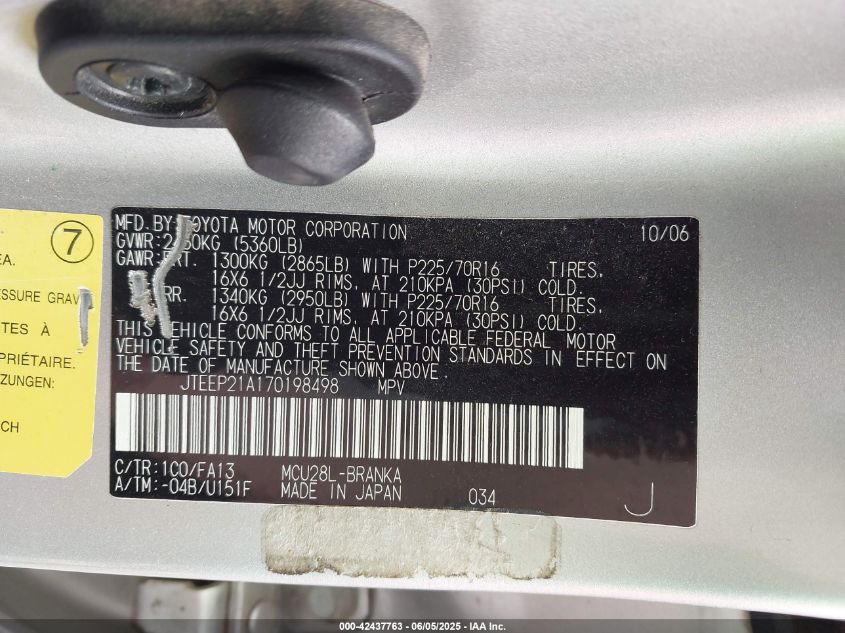 7
EA.
ESSURE GRAV
TES À
PRIÉTAIRE.
ZUNGEN:
CH
MFD. BY: TOYOTA MOTOR CORPORATION 10/06
GVWR: KG (5360LB)
GAWR: FRT. 1300KG (2865LB) WITH P225/70R16 TIRES.
16X6 1/2JJ RIMS, AT 210KPA (30PSI) COLD.
RR. 1340KG (2950LB) WITH P225/70R16 TIRES.
16X6 1/2JJ RIMS, AT 210KPA (30PSI) COLD.
THIS VEHICLE CONFORMS TO ALL APPLICABLE FEDERAL MOTOR
VEHICLE SAFETY AND THEFT PREVENTION STANDARDS IN EFFECT ON
THE DATE OF MANUFACTURE SHOWN ABOVE.
JTEEP21A170198498 MPV
C/TR: 1C0/FA13 MCU28L-BRANKA
A/TM: -04B/U151F MADE IN JAPAN 034 J
000-42437763 - 06/05/2025 - IAA Inc.